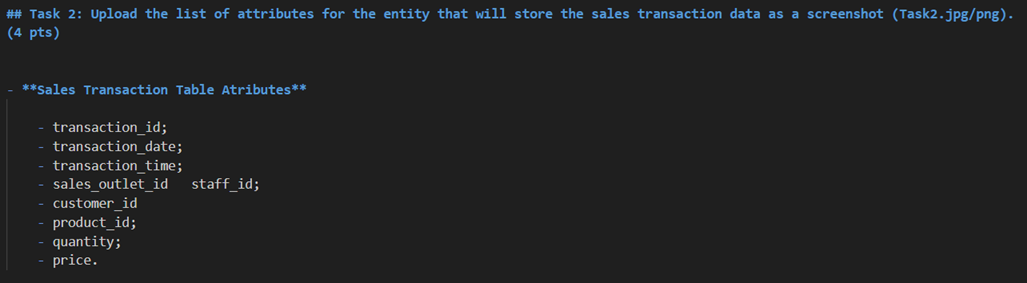 ## Task 2: Upload the list of attributes for the entity that will store the sales transaction data as a screenshot (Task2.jpg/png).
(4 pts)
- **Sales Transaction Table Atributes**
- transaction_id;
- transaction_date;
- transaction_time;
- sales_outlet_id   staff_id;
- customer_id
- product_id;
- quantity;
- price.